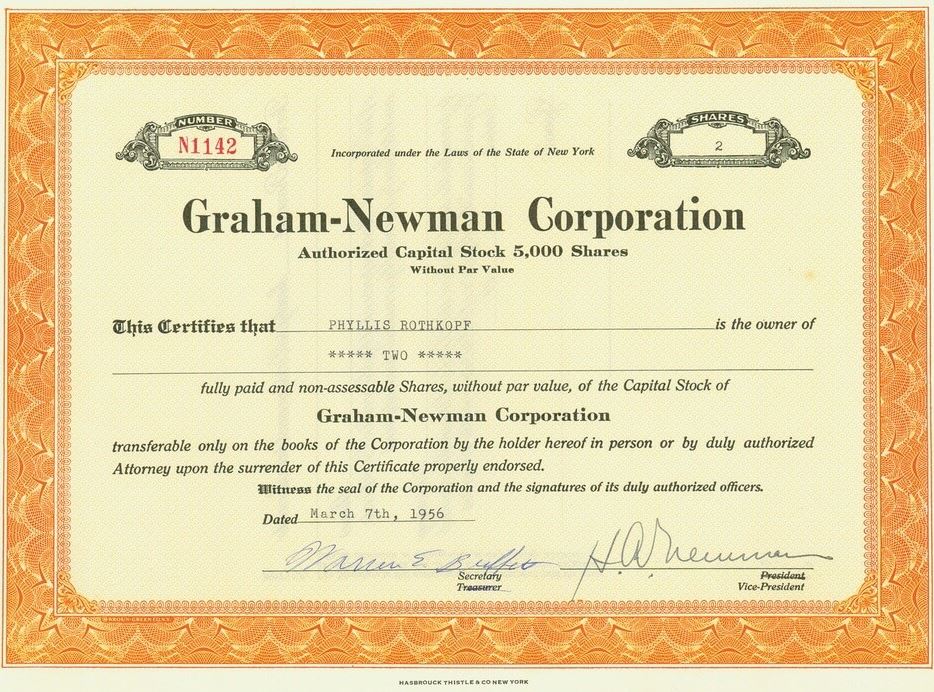 NUMBER
N1142
SHARES
2
Incorporated under the Laws of the State of New York
Graham-Newman Corporation
Authorized Capital Stock 5,000 Shares
Without Par Value
This Certifies that PHYLLIS ROTHKOPF is the owner of
***** TWO *****
fully paid and non-assessable Shares, without par value, of the Capital Stock of
Graham-Newman Corporation
transferable only on the books of the Corporation by the holder hereof in person or by duly authorized
Attorney upon the surrender of this Certificate properly endorsed.
Witness the seal of the Corporation and the signatures of its duly authorized officers.
Dated March 7th, 1956
Warren E. Buffett H.A. Newman
Secretary President
Treasurer Vice-President
HASBROUCK THISTLE & CO NEW YORK